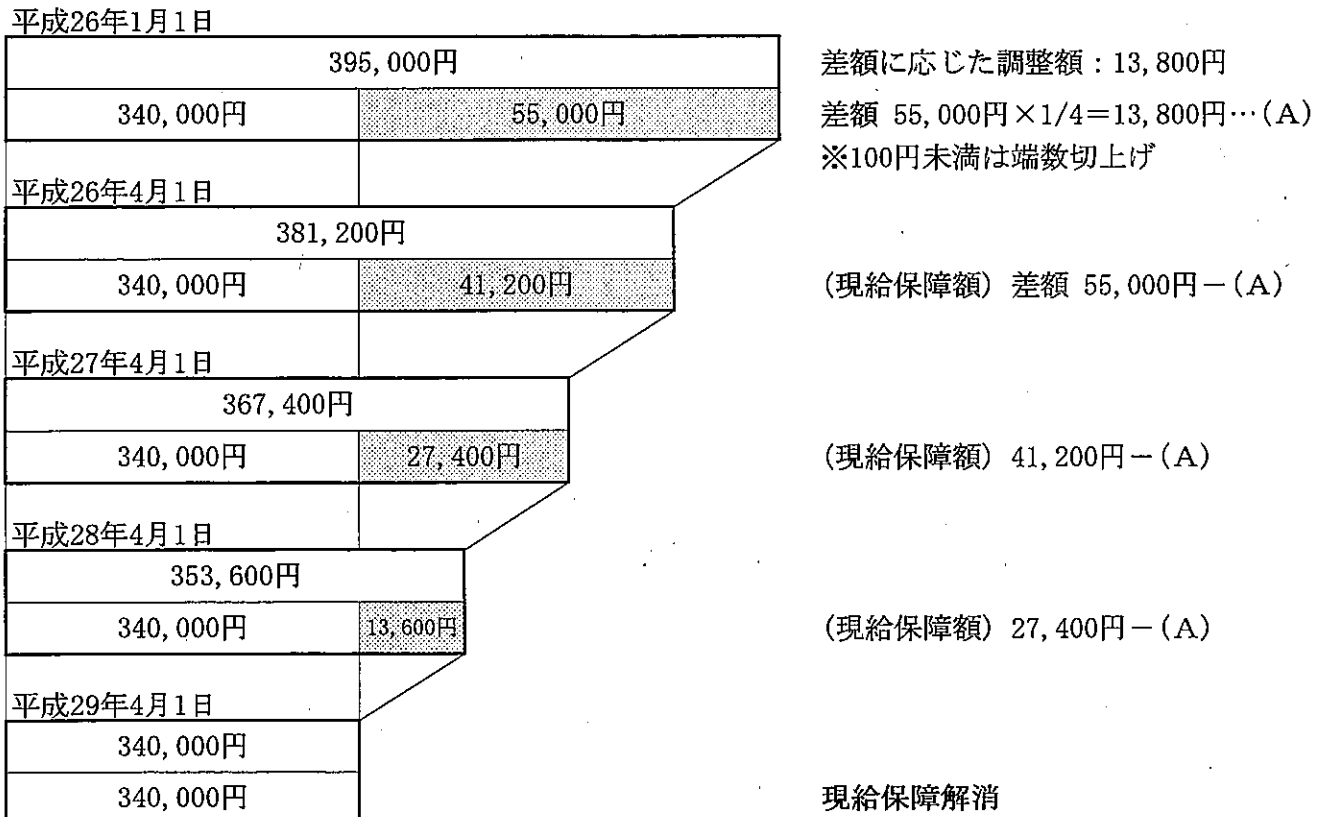 平成26年1月1日
395,000円
差額に応じた調整額:13,800円
340,000円 55,000円
差額 55,000円×1/4=13,800円…(A)
※100円未満は端数切上げ
平成26年4月1日
381,200円
340,000円 41,200円
(現給保障額) 差額 55,000円-(A)
平成27年4月1日
367,400円
340,000円 27,400円
(現給保障額) 41,200円-(A)
平成28年4月1日
353,600円
340,000円 13,600円
(現給保障額) 27,400円-(A)
平成29年4月1日
340,000円
340,000円
現給保障解消